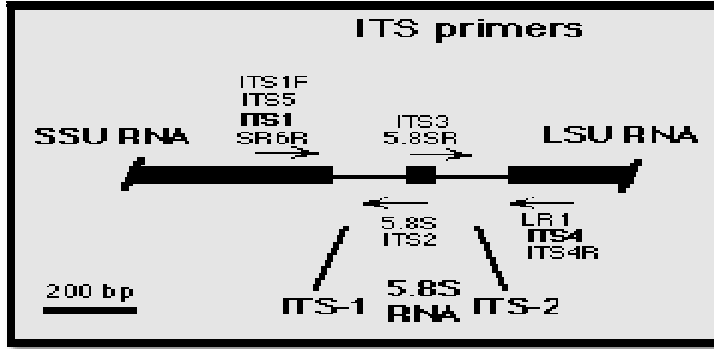 ITS primers
ITS1F
ITS5
ITS1
SR6R
ITS3
5.8SR
SSU RNA
LSU RNA
5.8S
ITS2
LR1
ITS4
ITS4R
200 bp
ITS-1
5.8S
RNA
ITS-2